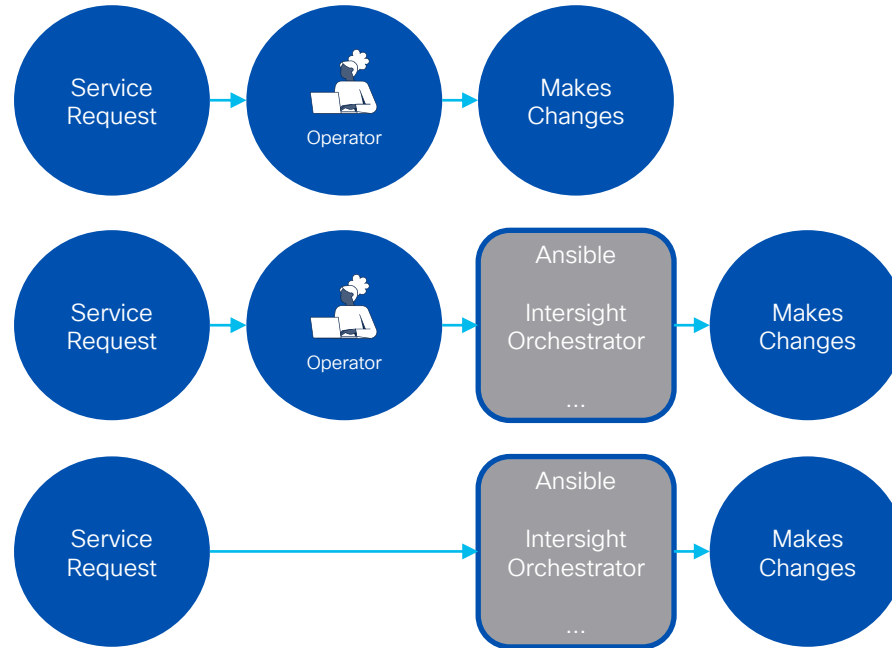 Service
Request
Operator
Makes
Changes
Service
Request
Operator
Ansible
Intersight
Orchestrator
...
Makes
Changes
Service
Request
Ansible
Intersight
Orchestrator
...
Makes
Changes